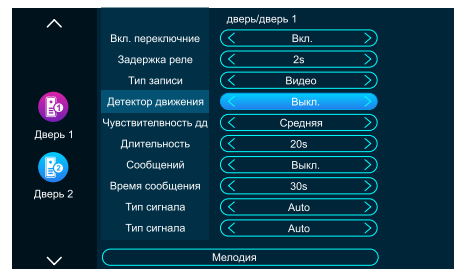 дверь/дверь 1
Вкл. переключние Вкл.
Задержка реле 2s
Тип записи Видео
Детектор движения Выкл.
Чувствителвность дд Средняя
Длительность 20s
Сообщений Выкл.
Время сообщения 30s
Тип сигнала Auto
Тип сигнала Auto
Мелодия
Дверь 1
Дверь 2